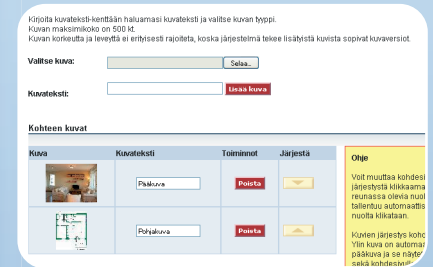 Kirjoita kuvateksti-kenttään haluamasi kuvateksti ja valitse kuvan tyyppi.
Kuvan maksimikoko on 500 kt.
Kuvan korkeutta ja leveyttä ei erityisesti rajoiteta, koska järjestelmä tekee lisätyistä kuvista sopivat kuvaversiot.
Valitse kuva:
Selaa...
Kuvateksti:
Lisää kuva
Kohteen kuvat
Kuva Kuvateksti Toiminnot Järjestä
Pääkuva Poista
Pohjakuva Poista
Ohje
Voit muuttaa kohdesi
järjestystä klikkaama
reunassa olevia nuol
tallentuu automaattis
nuolta klikataan.
Kuvien järjestys kohd
Ylin kuva on automaa
pääkuva ja se näytet
sekä kohdesivulta